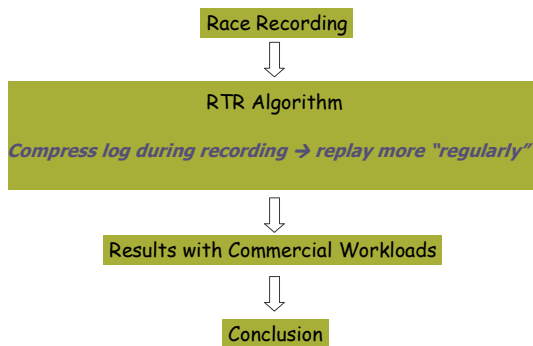 Race Recording
RTR Algorithm
Compress log during recording → replay more “regularly”
Results with Commercial Workloads
Conclusion